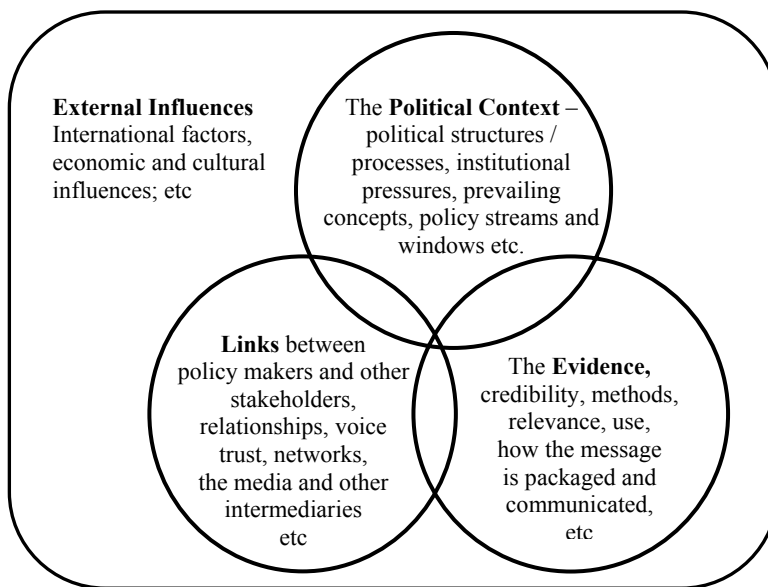 External Influences
International factors,
economic and cultural
influences; etc
The Political Context –
political structures /
processes, institutional
pressures, prevailing
concepts, policy streams and
windows etc.
Links between
policy makers and other
stakeholders,
relationships, voice
trust, networks,
the media and other
intermediaries
etc
The Evidence,
credibility, methods,
relevance, use,
how the message
is packaged and
communicated,
etc